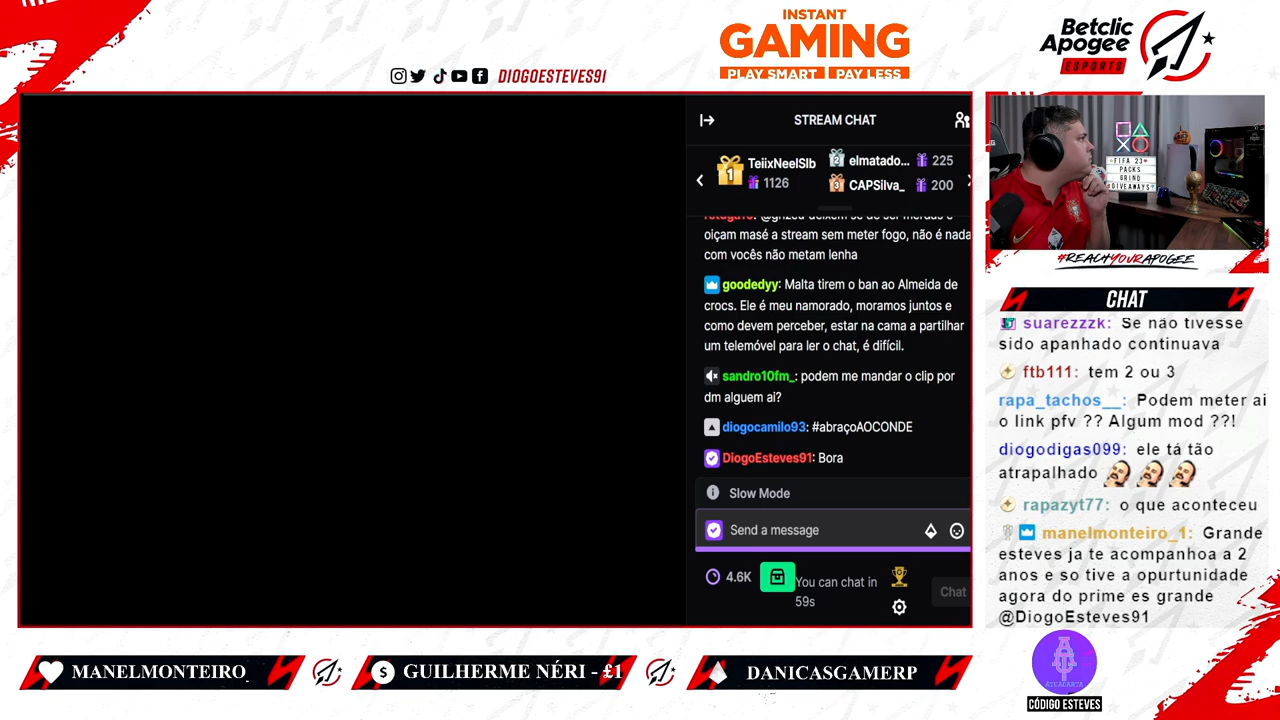 INSTANT
GAMING
PLAY SMART | PAY LESS
Betclic
Apogee
ESPORTS
DIOGOESTEVES91
STREAM CHAT
1 TeiixNeelSlb
1126
2 elmatado... 225
3 CAPSilva_ 200
oiçam masé a stream sem meter fogo, não é nada
com vocês não metam lenha
goodedyy: Malta tirem o ban ao Almeida de
crocs. Ele é meu namorado, moramos juntos e
como devem perceber, estar na cama a partilhar
um telemóvel para ler o chat, é difícil.
sandro10fm_: podem me mandar o clip por
dm alguem ai?
diogocamilo93: #abraçoAOCONDE
DiogoEsteves91: Bora
Slow Mode
Send a message
4.6K
You can chat in
59s
Chat
FIFA 23
PACKS
GRIND
GIVEAWAYS
#REACHYOURAPOGEE
CHAT
suarezzzk: Se não tivesse
sido apanhado continuava
ftb111: tem 2 ou 3
rapa_tachos__: Podem meter ai
o link pfv ?? Algum mod ??!
diogodigas099: ele tá tão
atrapalhado
rapazyt77: o que aconteceu
manelmonteiro_1: Grande
esteves ja te acompanhoa a 2
anos e so tive a opurtunidade
agora do prime es grande
@DiogoEsteves91
MANELMONTEIRO_
$ GUILHERME NÉRI - £1
DANICASGAMERP
ATUACARTA
CÓDIGO ESTEVES